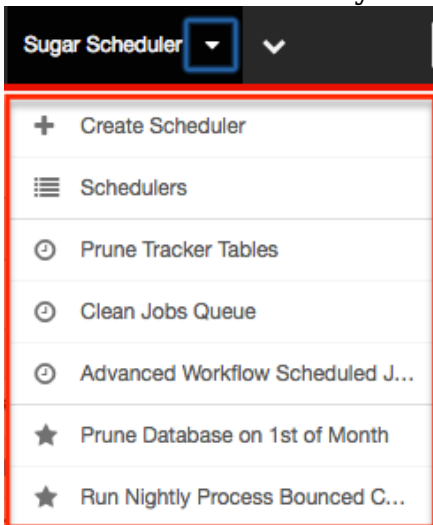 Sugar Scheduler
Create Scheduler
Schedulers
Prune Tracker Tables
Clean Jobs Queue
Advanced Workflow Scheduled J...
Prune Database on 1st of Month
Run Nightly Process Bounced C...